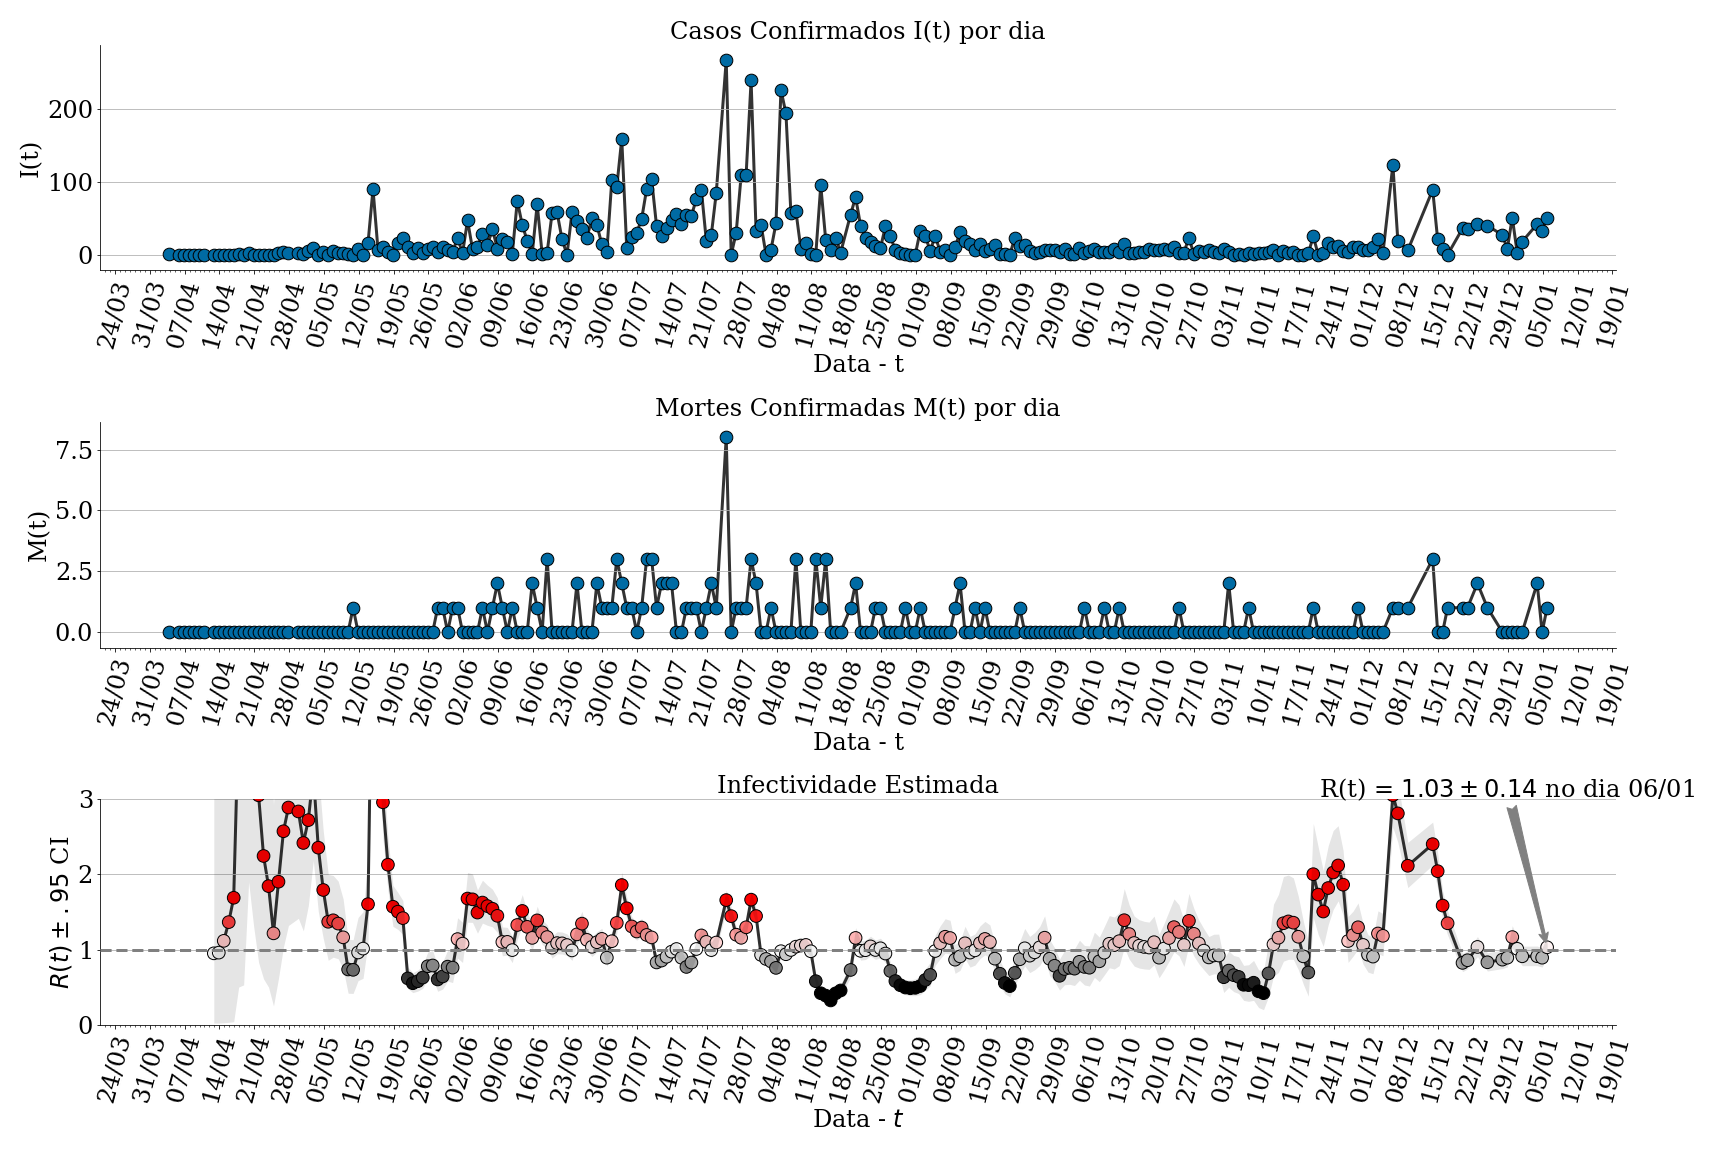 Casos Confirmados I(t) por dia
200
100
0
I(t)
24/03 31/03 07/04 14/04 21/04 28/04 05/05 12/05 19/05 26/05 02/06 09/06 16/06 23/06 30/06 07/07 14/07 21/07 28/07 04/08 11/08 18/08 25/08 01/09 08/09 15/09 22/09 29/09 06/10 13/10 20/10 27/10 03/11 10/11 17/11 24/11 01/12 08/12 15/12 22/12 29/12 05/01 12/01 19/01
Data - t
Mortes Confirmadas M(t) por dia
7.5
5.0
2.5
0.0
M(t)
24/03 31/03 07/04 14/04 21/04 28/04 05/05 12/05 19/05 26/05 02/06 09/06 16/06 23/06 30/06 07/07 14/07 21/07 28/07 04/08 11/08 18/08 25/08 01/09 08/09 15/09 22/09 29/09 06/10 13/10 20/10 27/10 03/11 10/11 17/11 24/11 01/12 08/12 15/12 22/12 29/12 05/01 12/01 19/01
Data - t
Infectividade Estimada
R(t) = 1.03 ± 0.14 no dia 06/01
3
2
1
0
R(t) ± .95 CI
24/03 31/03 07/04 14/04 21/04 28/04 05/05 12/05 19/05 26/05 02/06 09/06 16/06 23/06 30/06 07/07 14/07 21/07 28/07 04/08 11/08 18/08 25/08 01/09 08/09 15/09 22/09 29/09 06/10 13/10 20/10 27/10 03/11 10/11 17/11 24/11 01/12 08/12 15/12 22/12 29/12 05/01 12/01 19/01
Data - t